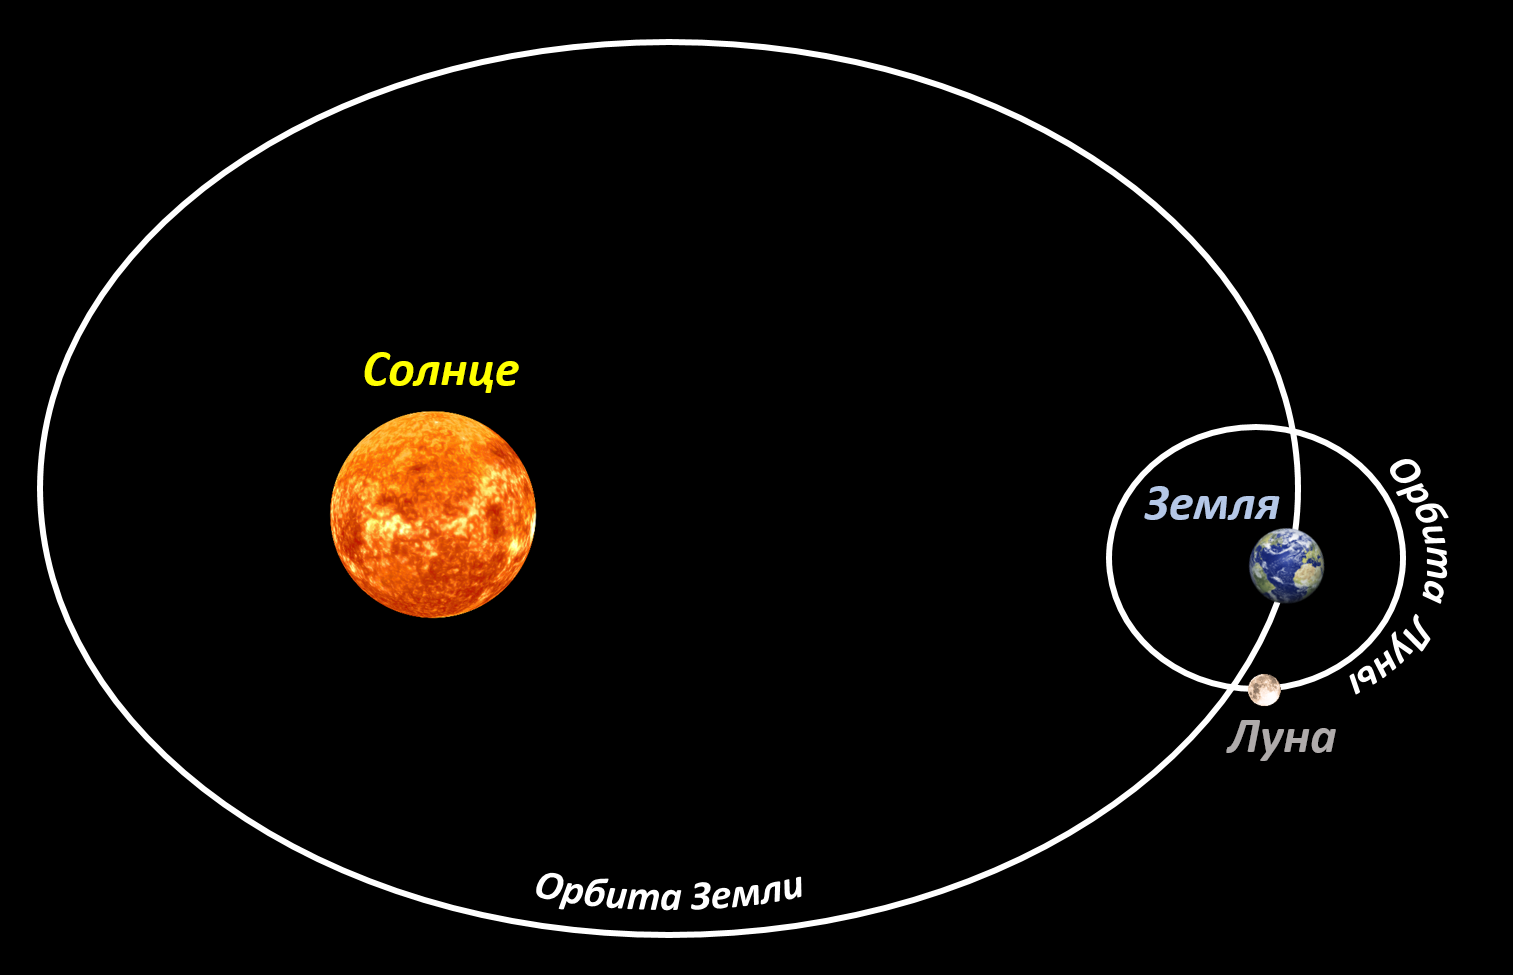 Солнце
Земля
Орбита Луны
Луна
Орбита Земли